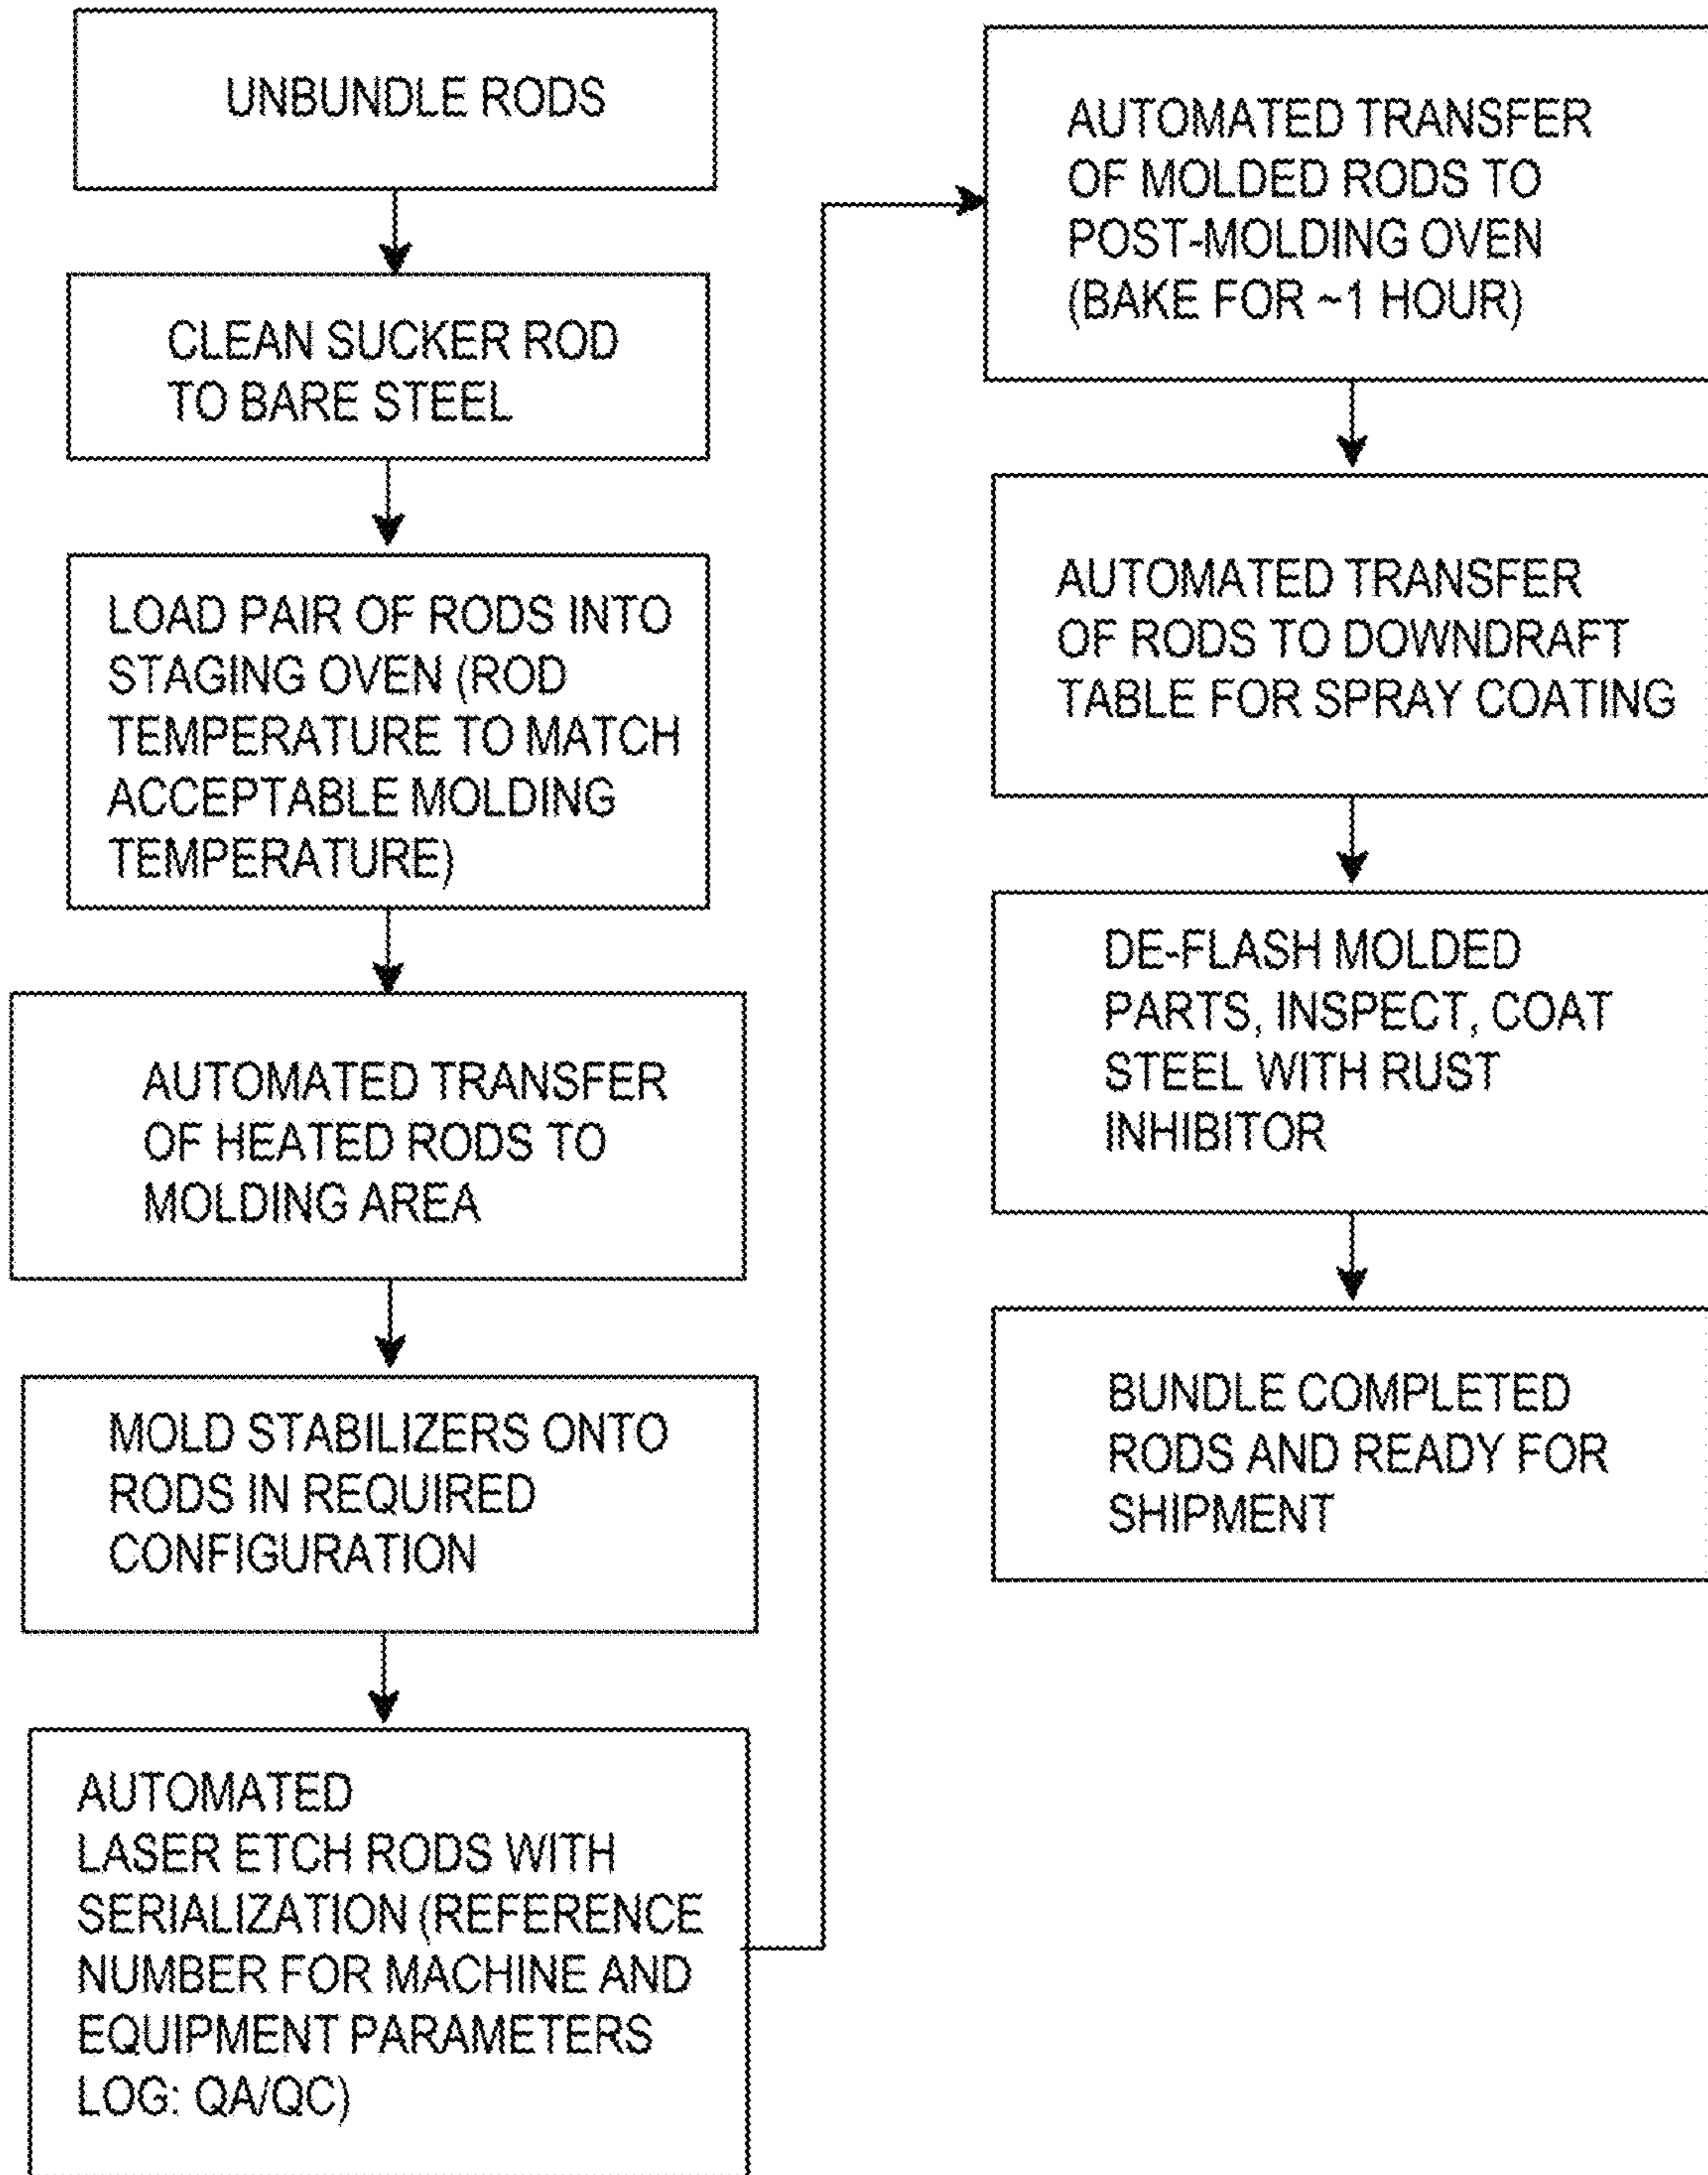 UNBUNDLE RODS
CLEAN SUCKER ROD
TO BARE STEEL
LOAD PAIR OF RODS INTO
STAGING OVEN (ROD
TEMPERATURE TO MATCH
ACCEPTABLE MOLDING
TEMPERATURE)
AUTOMATED TRANSFER
OF HEATED RODS TO
MOLDING AREA
MOLD STABILIZERS ONTO
RODS IN REQUIRED
CONFIGURATION
AUTOMATED
LASER ETCH RODS WITH
SERIALIZATION (REFERENCE
NUMBER FOR MACHINE AND
EQUIPMENT PARAMETERS
LOG: QA/QC)
AUTOMATED TRANSFER
OF MOLDED RODS TO
POST-MOLDING OVEN
(BAKE FOR ~1 HOUR)
AUTOMATED TRANSFER
OF RODS TO DOWNDRAFT
TABLE FOR SPRAY COATING
DE-FLASH MOLDED
PARTS, INSPECT, COAT
STEEL WITH RUST
INHIBITOR
BUNDLE COMPLETED
RODS AND READY FOR
SHIPMENT